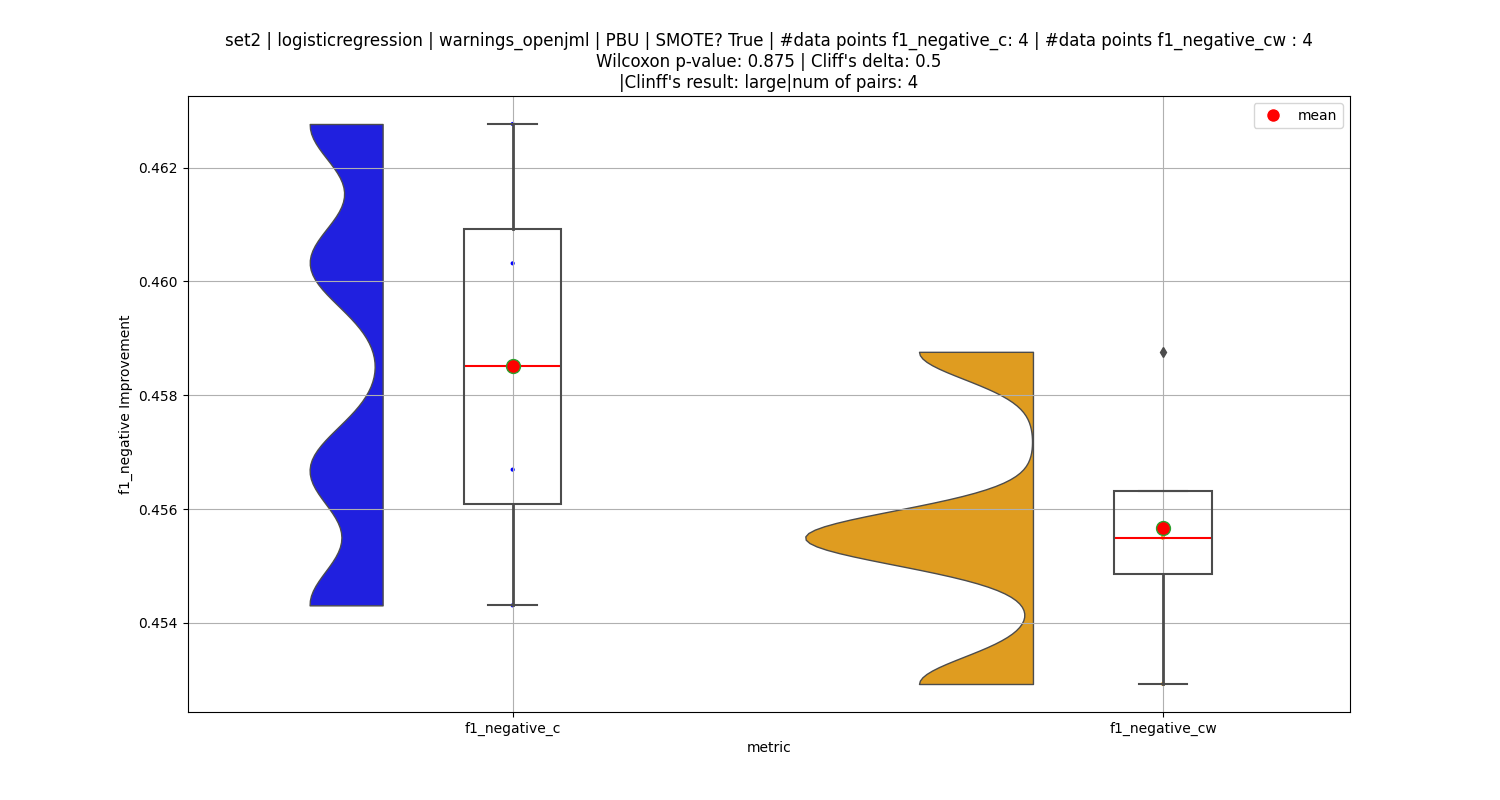 set2 | logisticregression | warnings_openjml | PBU | SMOTE? True | #data points f1_negative_c: 4 | #data points f1_negative_cw : 4
Wilcoxon p-value: 0.875 | Cliff's delta: 0.5
|Clinff's result: large|num of pairs: 4
mean
0.462
0.460
0.458
0.456
0.454
f1_negative Improvement
f1_negative_c
f1_negative_cw
metric